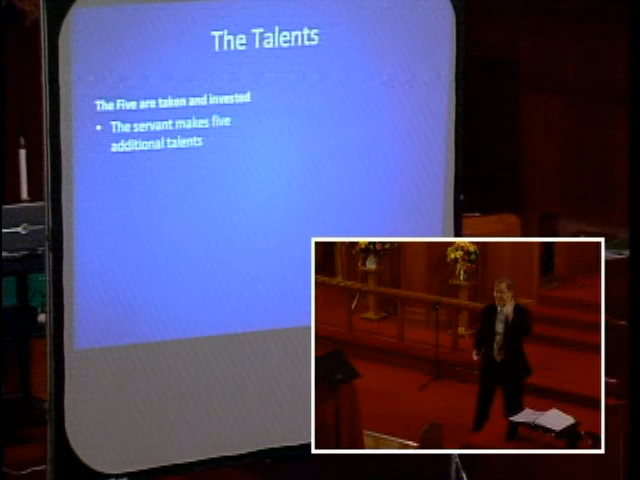 The Talents
The Five are taken and invested
• The servant makes five
additional talents